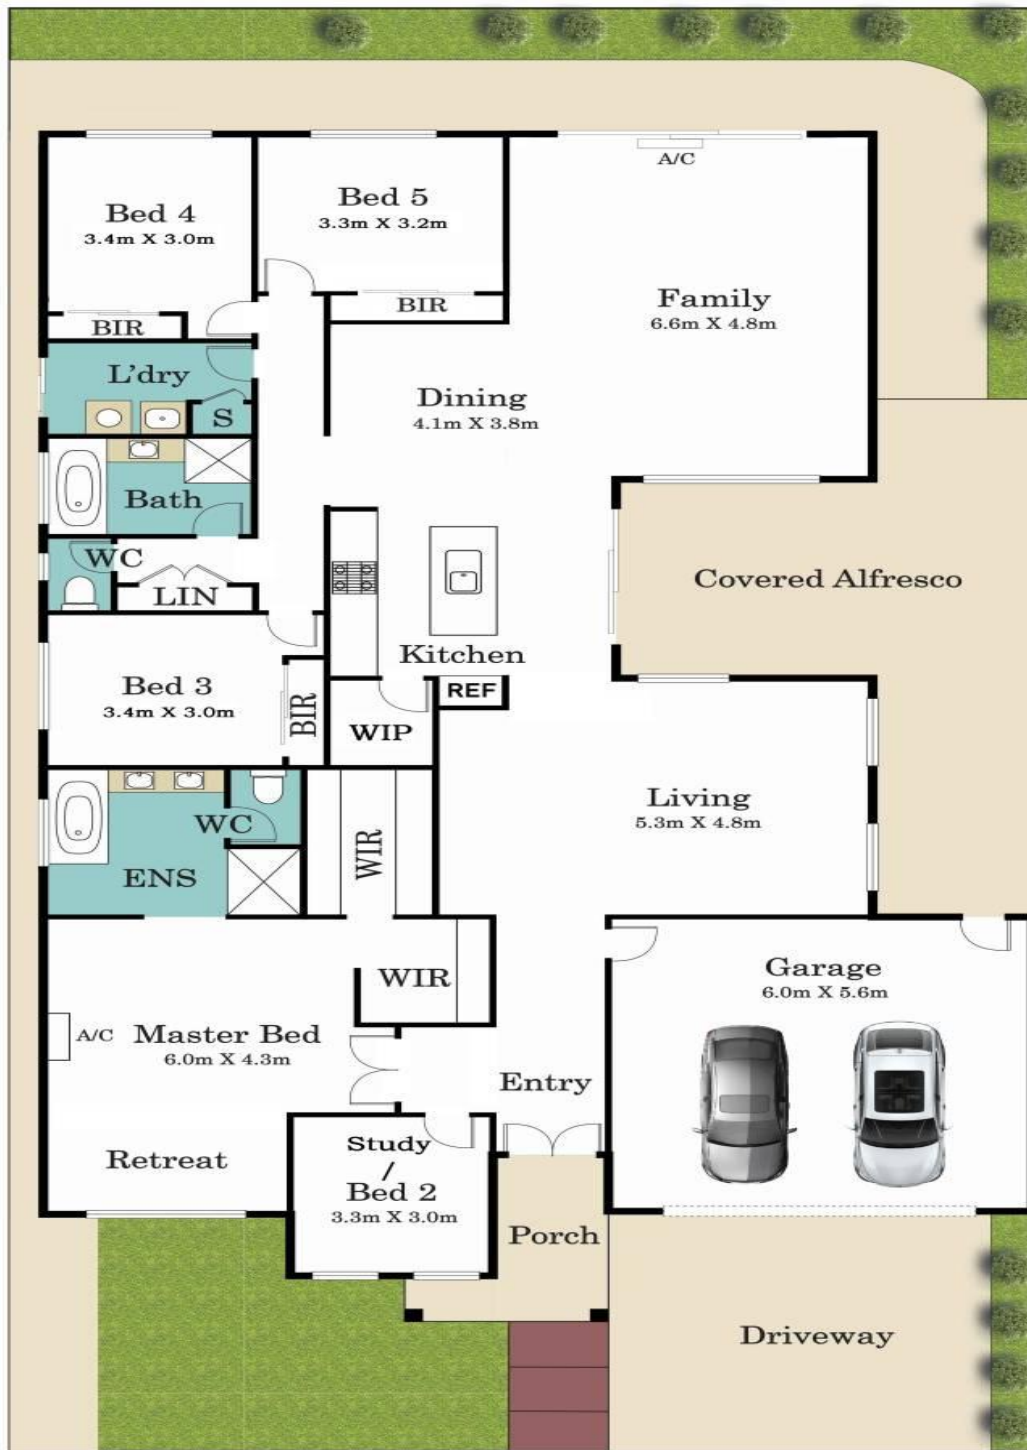 A/C
Bed 4
3.4m X 3.0m
Bed 5
3.3m X 3.2m
BIR
BIR
Family
6.6m X 4.8m
L'dry
S
Dining
4.1m X 3.8m
Bath
WC
LIN
Covered Alfresco
Kitchen
REF
Bed 3
3.4m X 3.0m
BIR
WIP
Living
5.3m X 4.8m
WC
ENS
WIR
WIR
Garage
6.0m X 5.6m
A/C
Master Bed
6.0m X 4.3m
Entry
Retreat
Study
/
Bed 2
3.3m X 3.0m
Porch
Driveway